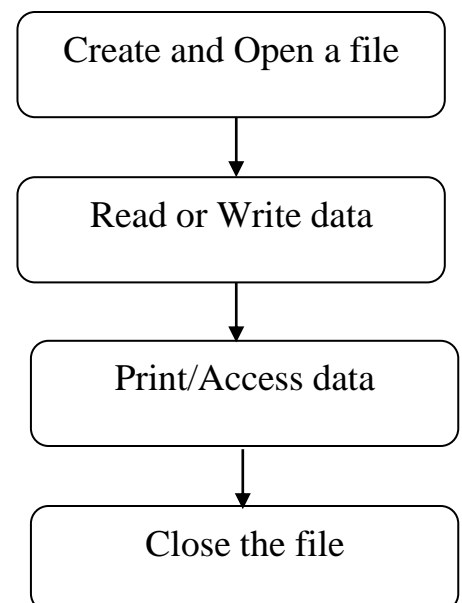 Create and Open a file
Read or Write data
Print/Access data
Close the file